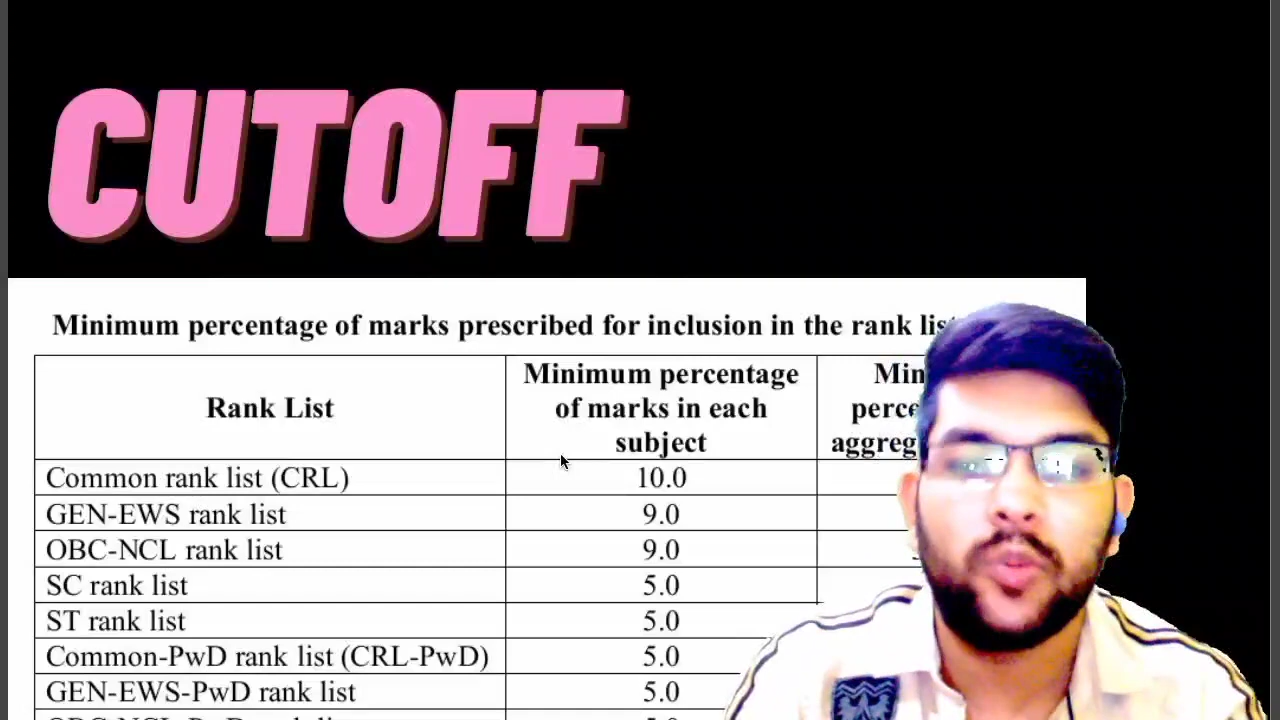 CUTOFF
Minimum percentage of marks prescribed for inclusion in the rank
Rank List
Minimum percentage
of marks in each
subject
Common rank list (CRL) 10.0
GEN-EWS rank list 9.0
OBC-NCL rank list 9.0
SC rank list 5.0
ST rank list 5.0
Common-PwD rank list (CRL-PwD) 5.0
GEN-EWS-PwD rank list 5.0